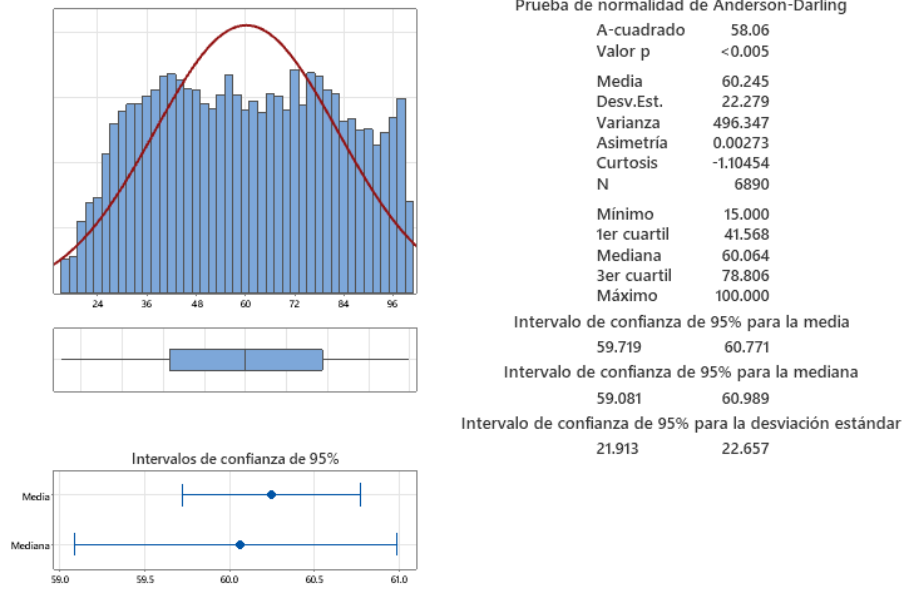 Prueba de normalidad de Anderson-Darling
A-cuadrado 58.06
Valor p <0.005
Media 60.245
Desv.Est. 22.279
Varianza 496.347
Asimetría 0.00273
Curtosis -1.10454
N 6890
Mínimo 15.000
1er cuartil 41.568
Mediana 60.064
3er cuartil 78.806
Máximo 100.000
Intervalo de confianza de 95% para la media
59.719 60.771
Intervalo de confianza de 95% para la mediana
59.081 60.989
Intervalo de confianza de 95% para la desviación estándar
21.913 22.657
24 36 48 60 72 84 96
Intervalos de confianza de 95%
Media
Mediana
59.0 59.5 60.0 60.5 61.0